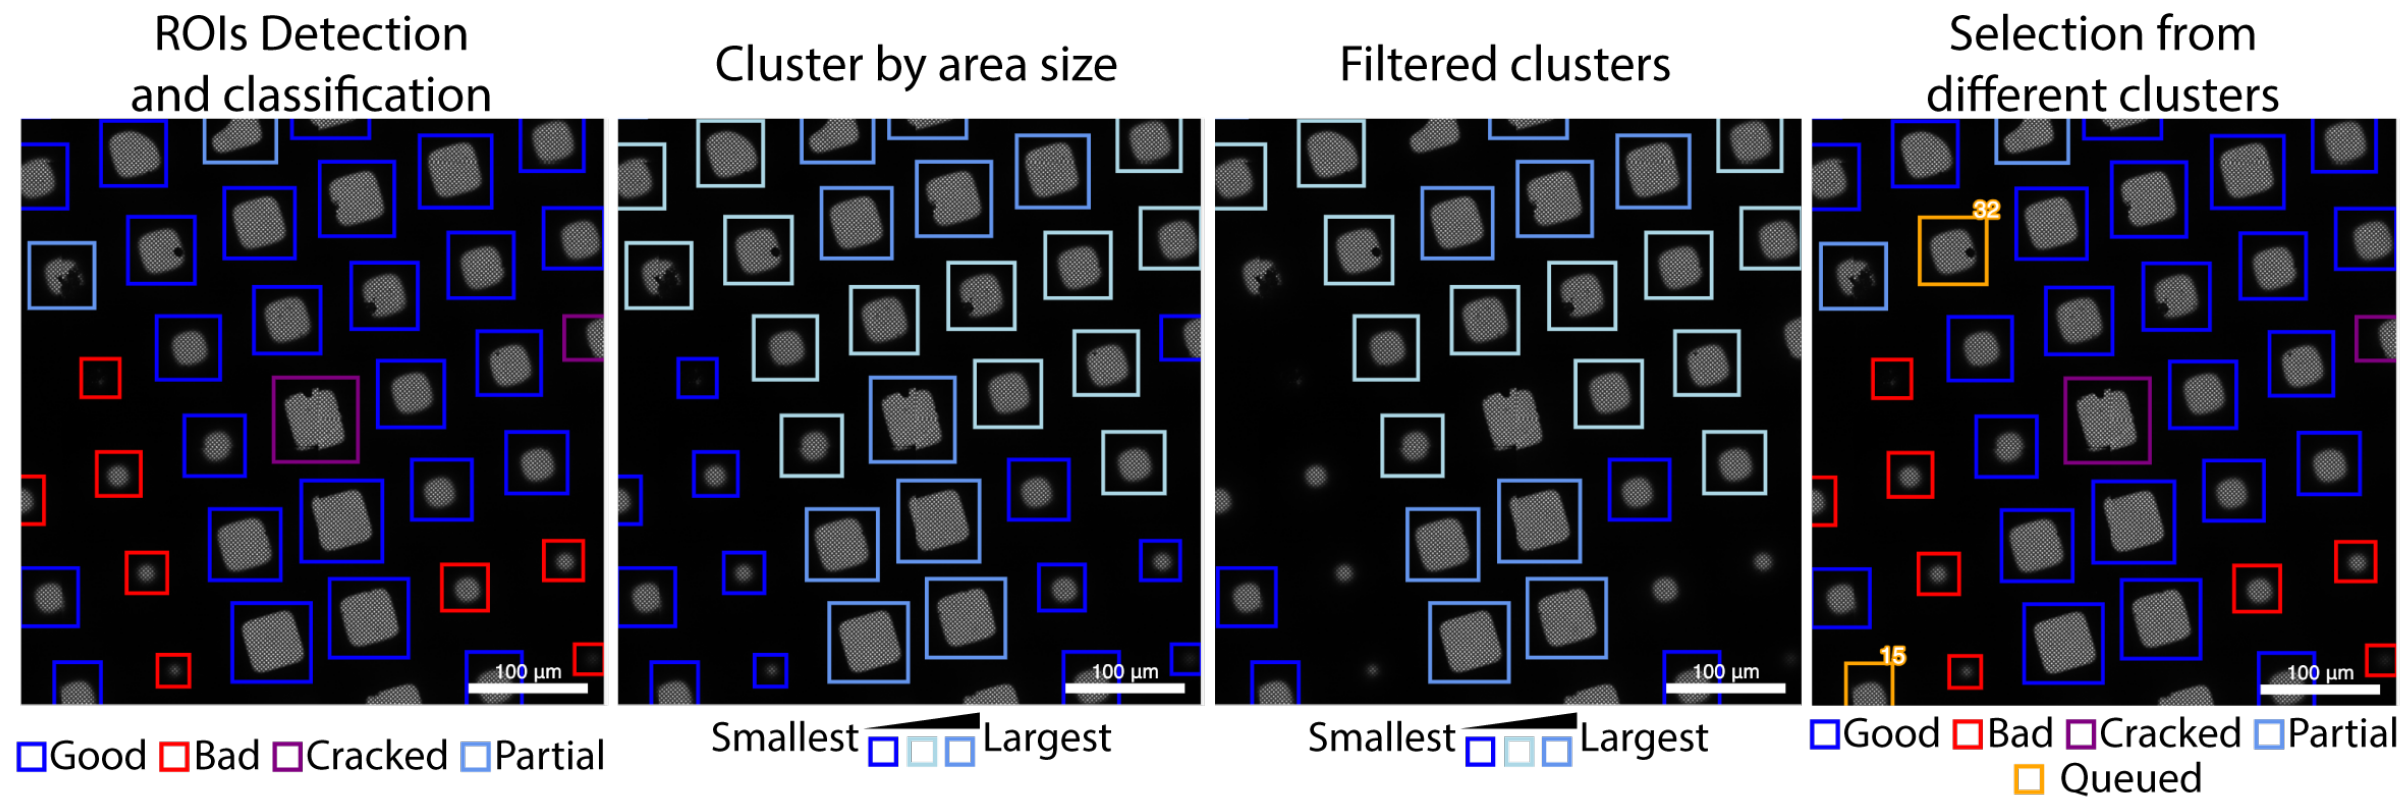 ROIs Detection
and classification
Cluster by area size
Filtered clusters
Selection from
different clusters
32
15
100 µm
100 µm
100 µm
100 µm
Good Bad Cracked Partial
Smallest Largest
Smallest Largest
Good Bad Cracked Partial
Queued